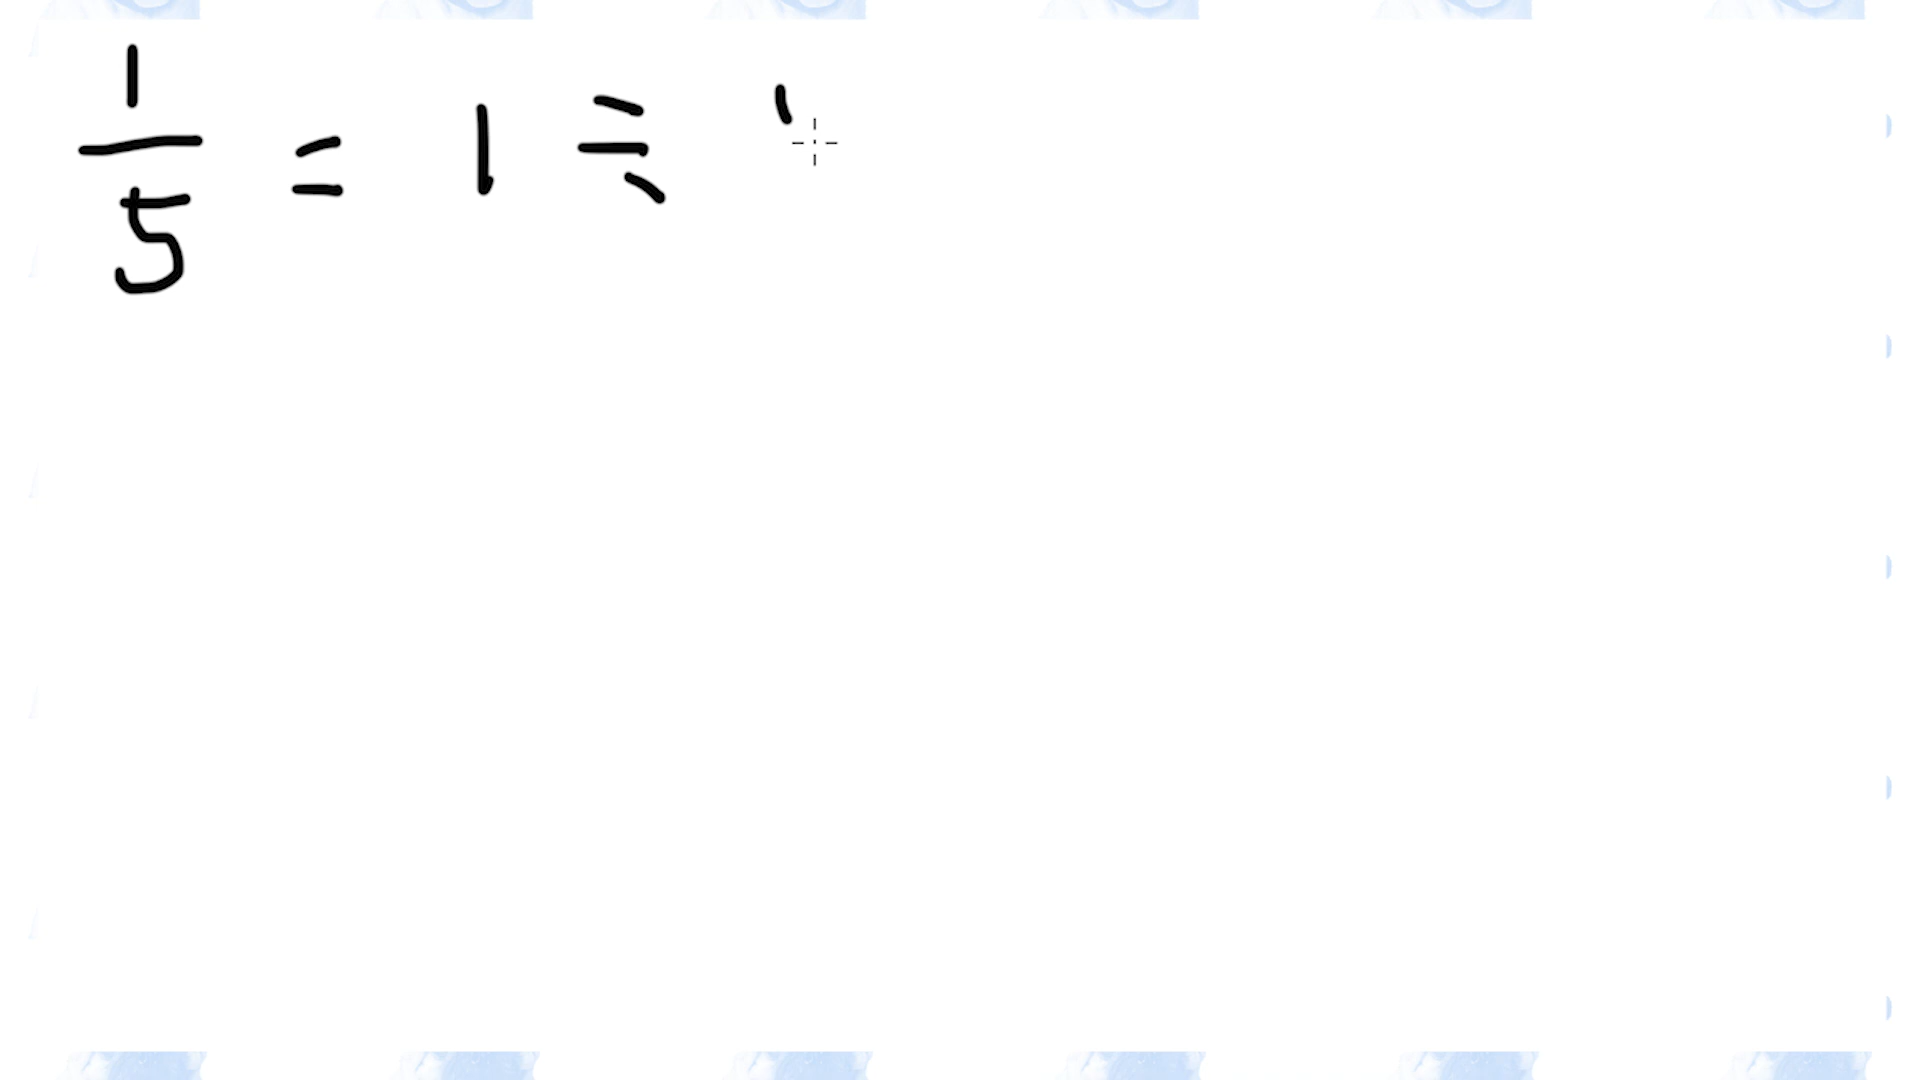 1/5 = 1 ÷